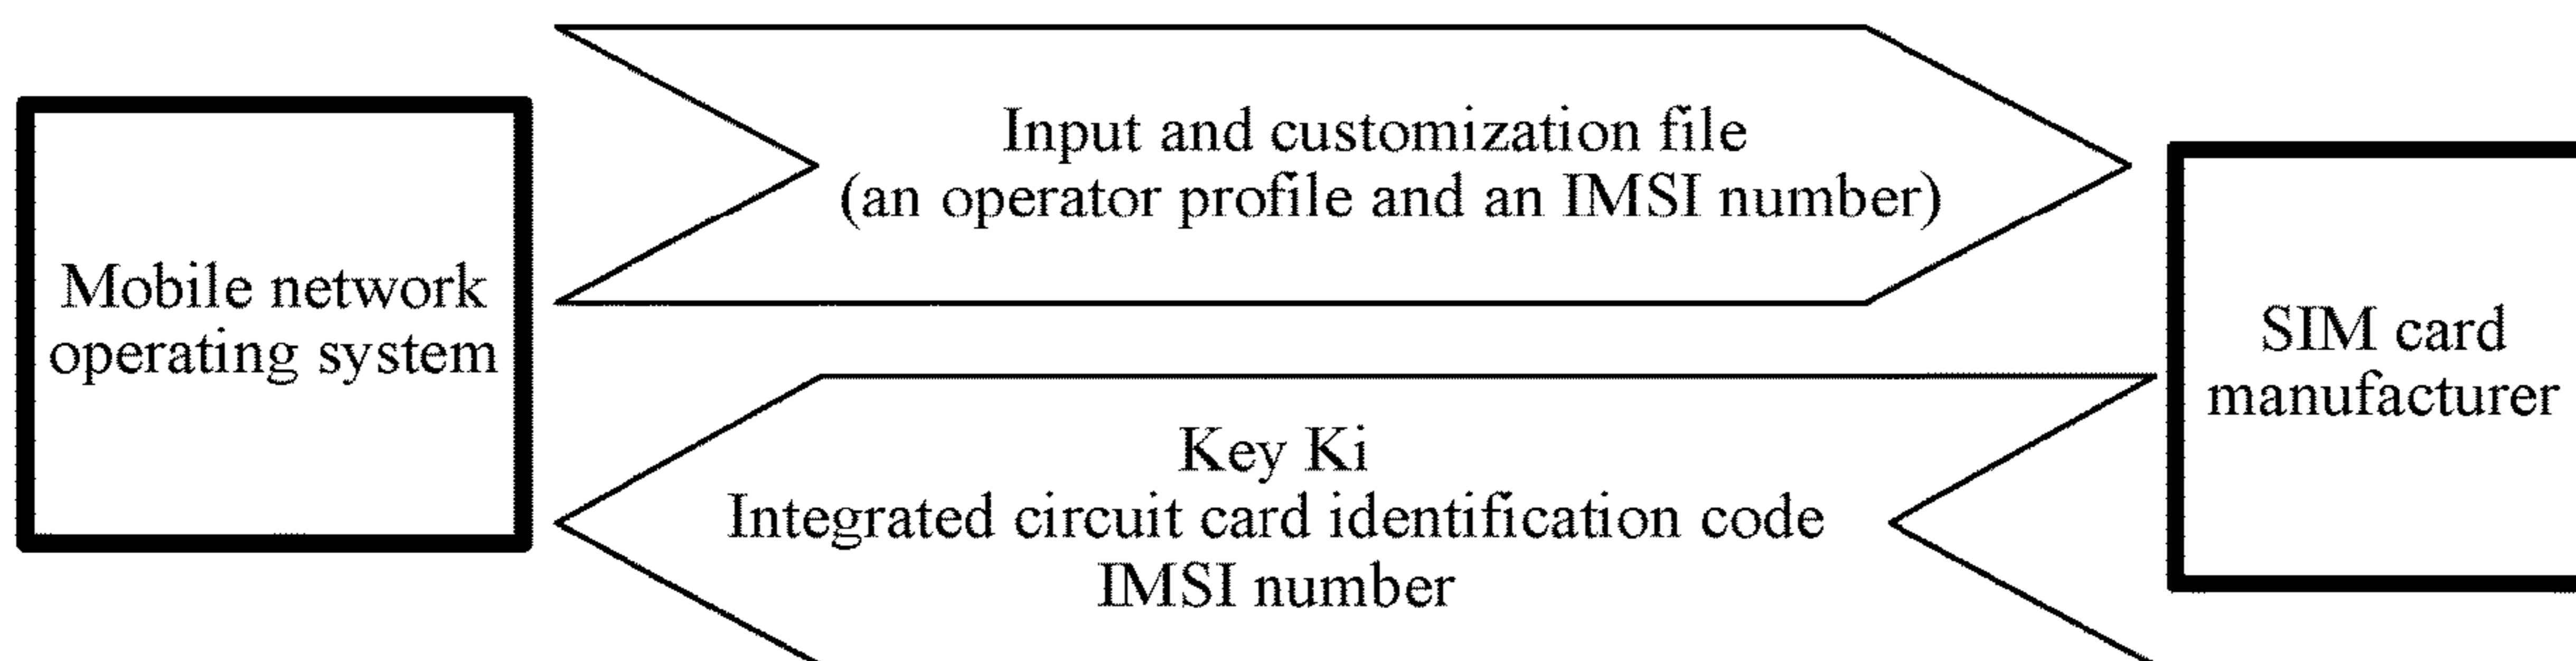 Input and customization file
(an operator profile and an IMSI number)
Mobile network
operating system
SIM card
manufacturer
Key Ki
Integrated circuit card identification code
IMSI number